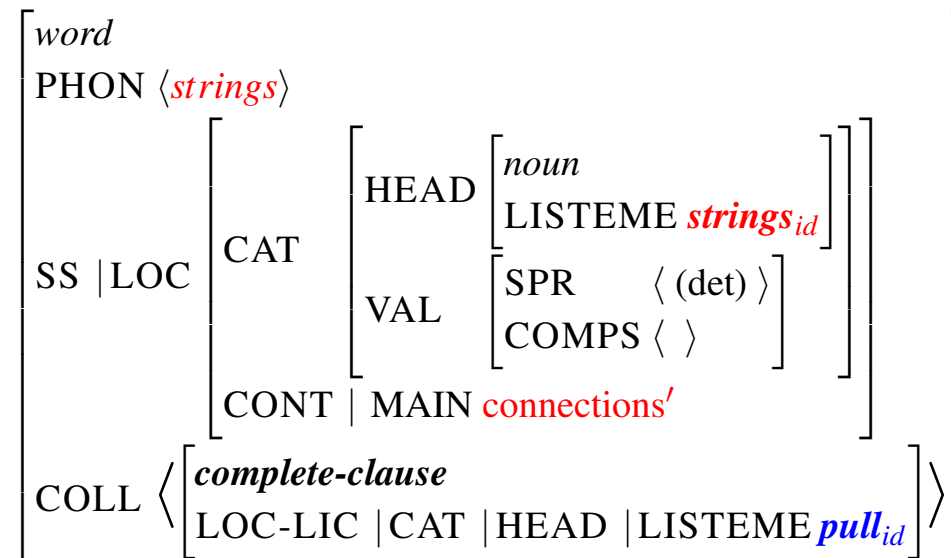 word
PHON ⟨strings⟩
SS | LOC
CAT
HEAD
noun
LISTEME strings_id
VAL
SPR ⟨ (det) ⟩
COMPS ⟨ ⟩
CONT | MAIN connections′
COLL ⟨
complete-clause
LOC-LIC | CAT | HEAD | LISTEME pull_id
⟩